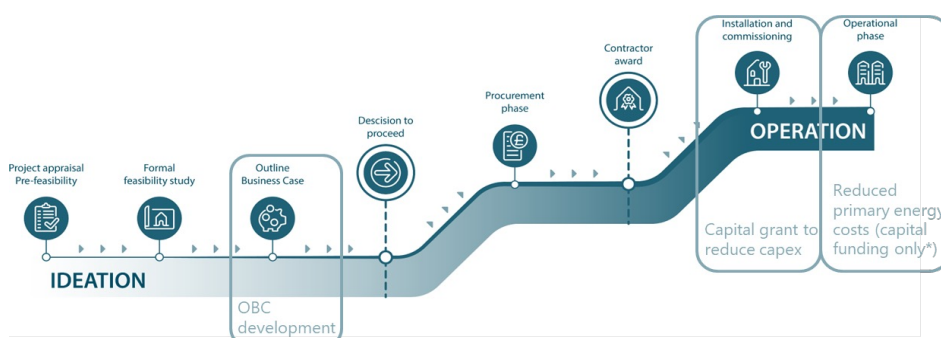 Project appraisal
Pre-feasibility
Formal
feasibility study
Outline
Business Case
Descision to
proceed
Procurement
phase
Contractor
award
Installation and
commissioning
Operational
phase
£
IDEATION
OPERATION
OBC
development
Capital grant to
reduce capex
Reduced
primary energy
costs (capital
funding only*)